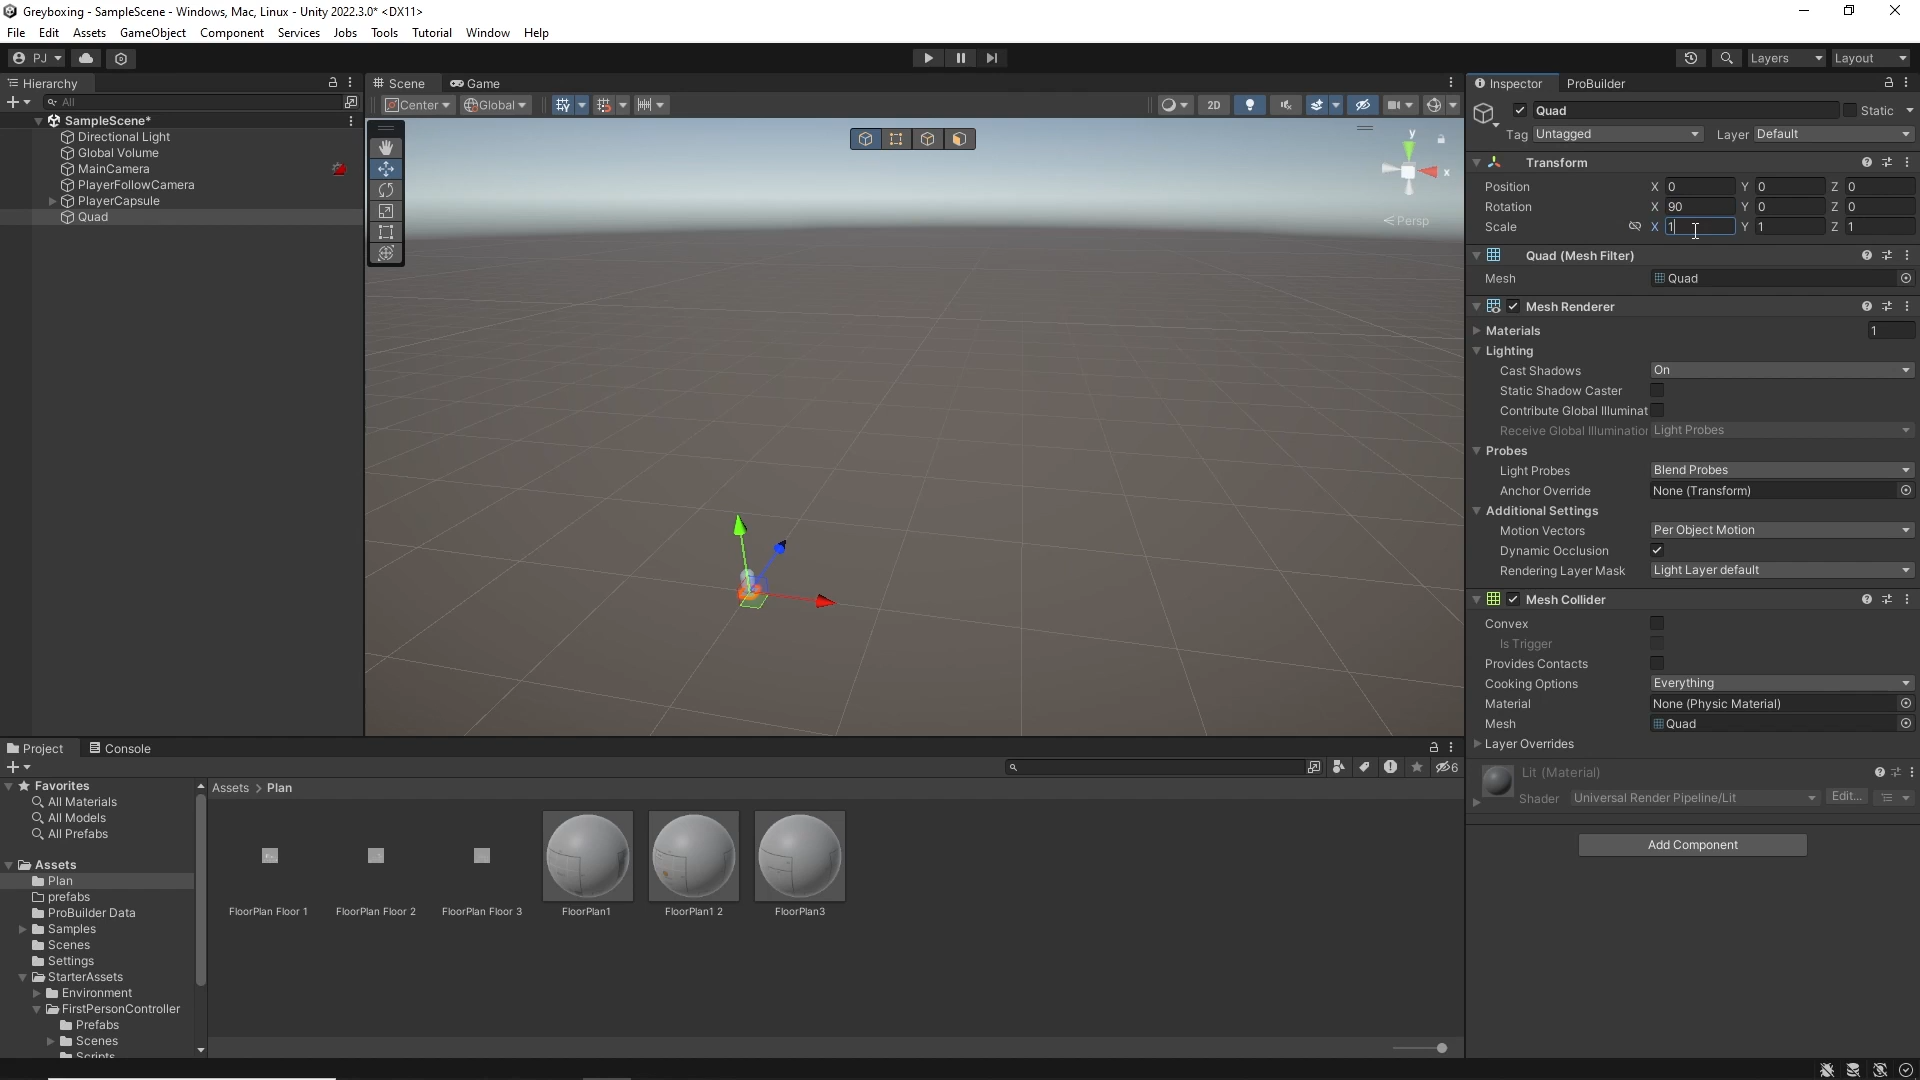 Greyboxing - SampleScene - Windows, Mac, Linux - Unity 2022.3.0* <DX11>
File Edit Assets GameObject Component Services Jobs Tools Tutorial Window Help
PJ Layers Layout
Hierarchy
All
SampleScene*
Directional Light
Global Volume
MainCamera
PlayerFollowCamera
PlayerCapsule
Quad
Scene Game
Center Global 2D
y
x
Persp
Inspector ProBuilder
Quad Static
Tag Untagged Layer Default
Transform
Position X 0 Y 0 Z 0
Rotation X 90 Y 0 Z 0
Scale X 1 Y 1 Z 1
Quad (Mesh Filter)
Mesh Quad
Mesh Renderer
Materials 1
Lighting
Cast Shadows On
Static Shadow Caster
Contribute Global Illuminat
Receive Global Illumination Light Probes
Probes
Light Probes Blend Probes
Anchor Override None (Transform)
Additional Settings
Motion Vectors Per Object Motion
Dynamic Occlusion
Rendering Layer Mask Light Layer default
Mesh Collider
Convex
Is Trigger
Provides Contacts
Cooking Options Everything
Material None (Physic Material)
Mesh Quad
Layer Overrides
Lit (Material)
Shader Universal Render Pipeline/Lit Edit...
Add Component
Project Console
6
Favorites
All Materials
All Models
All Prefabs
Assets
Plan
prefabs
ProBuilder Data
Samples
Scenes
Settings
StarterAssets
Environment
FirstPersonController
Prefabs
Scenes
Scripts
Assets > Plan
FloorPlan Floor 1 FloorPlan Floor 2 FloorPlan Floor 3 FloorPlan1 FloorPlan1 2 FloorPlan3